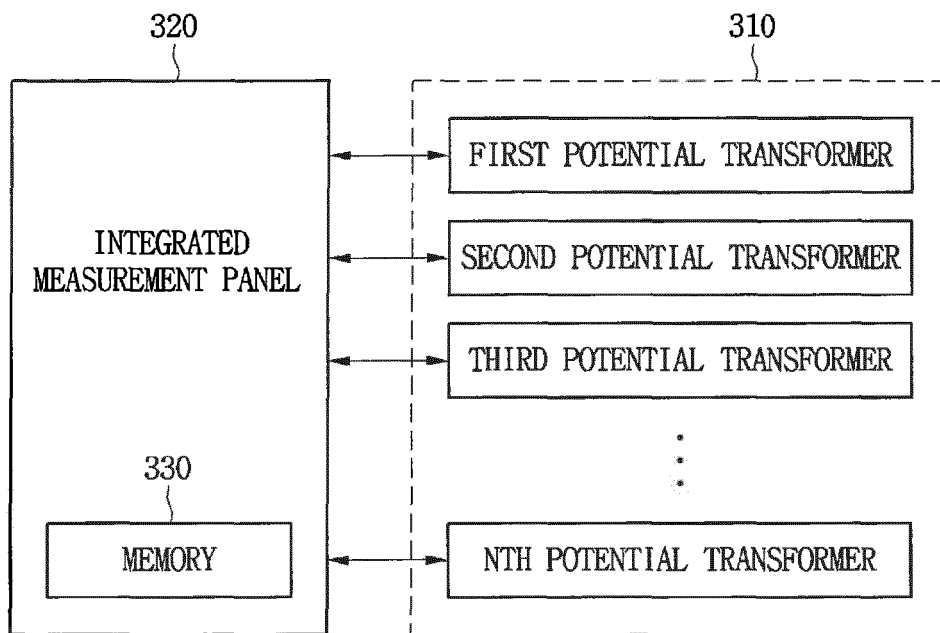 320
310
FIRST POTENTIAL TRANSFORMER
SECOND POTENTIAL TRANSFORMER
INTEGRATED
MEASUREMENT PANEL
THIRD POTENTIAL TRANSFORMER
330
MEMORY
NTH POTENTIAL TRANSFORMER